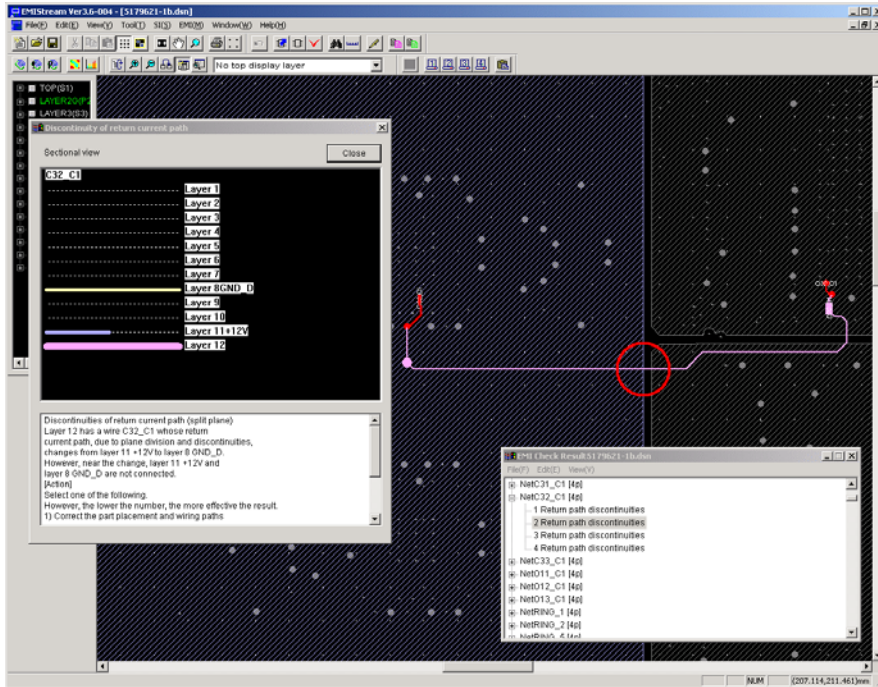 EMIStream Ver3.6-004 - [5179621-1b.dsn]
File(F) Edit(E) View(V) Tool(T) SI(S) EMI(M) Window(W) Help(H)
No top display layer
1 2 3 4
TOP(S1)
LAYER20(P2
LAYER3(S3)
Discontinuity of return current path
Sectional view
Close
C32_C1
Layer 1
Layer 2
Layer 3
Layer 4
Layer 5
Layer 6
Layer 7
Layer 8GND_D
Layer 9
Layer 10
Layer 11+12V
Layer 12
Discontinuities of return current path (split plane)
Layer 12 has a wire C32_C1 whose return
current path, due to plane division and discontinuities,
changes from layer 11 +12V to layer 8 GND_D.
However, near the change, layer 11 +12V and
layer 8 GND_D are not connected.
[Action]
Select one of the following.
However, the lower the number, the more effective the result.
1) Correct the part placement and wiring paths
EMI Check Result:5179621-1b.dsn
File(F) Edit(E) View(V)
NetC31_C1 [4p]
NetC32_C1 [4p]
1 Return path discontinuities
2 Return path discontinuities
3 Return path discontinuities
4 Return path discontinuities
NetC33_C1 [4p]
NetO11_C1 [4p]
NetO12_C1 [4p]
NetO13_C1 [4p]
NetRING_1 [4p]
NetRING_2 [4p]
NUM
(207.114,211.461)mm